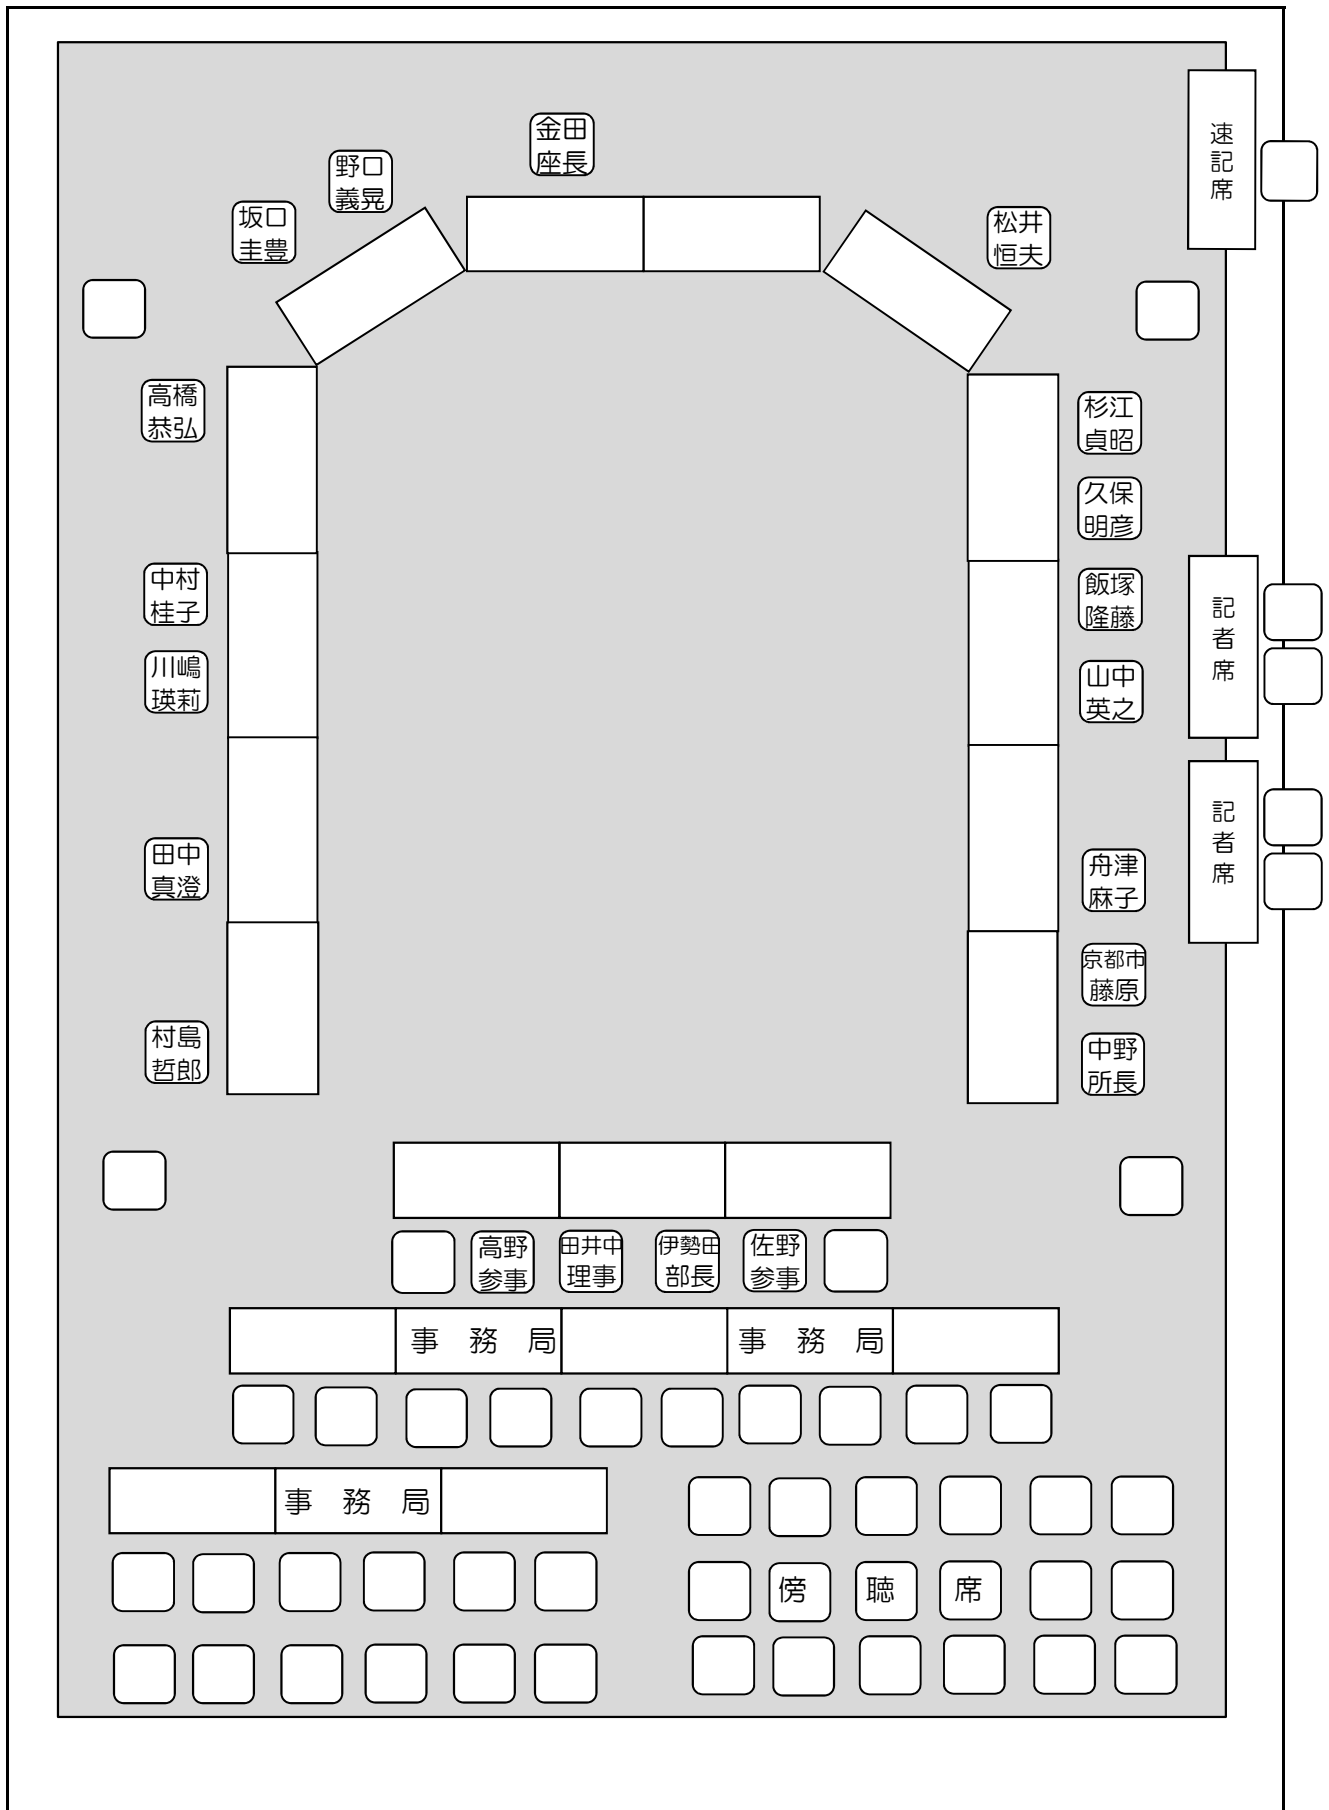 金田
座長
野口
義晃
坂口
圭豊
松井
恒夫
速記席
高橋
恭弘
杉江
貞昭
久保
明彦
中村
桂子
飯塚
隆藤
記者席
川嶋
瑛莉
山中
英之
田中
真澄
舟津
麻子
記者席
京都市
藤原
村島
哲郎
中野
所長
高野
参事
田井中
理事
伊勢田
部長
佐野
参事
事 務 局
事 務 局
事 務 局
傍 聴 席